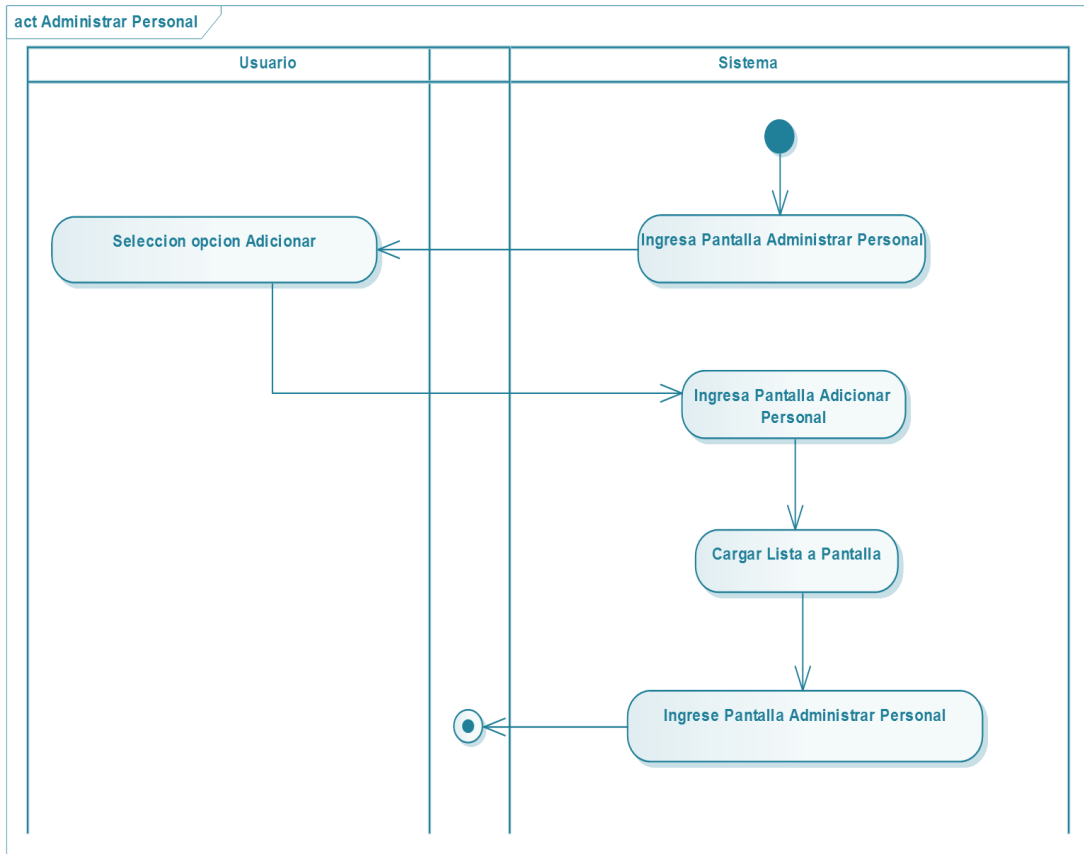 act Administrar Personal
Usuario
Sistema
Seleccion opcion Adicionar
Ingresa Pantalla Administrar Personal
Ingresa Pantalla Adicionar
Personal
Cargar Lista a Pantalla
Ingrese Pantalla Administrar Personal